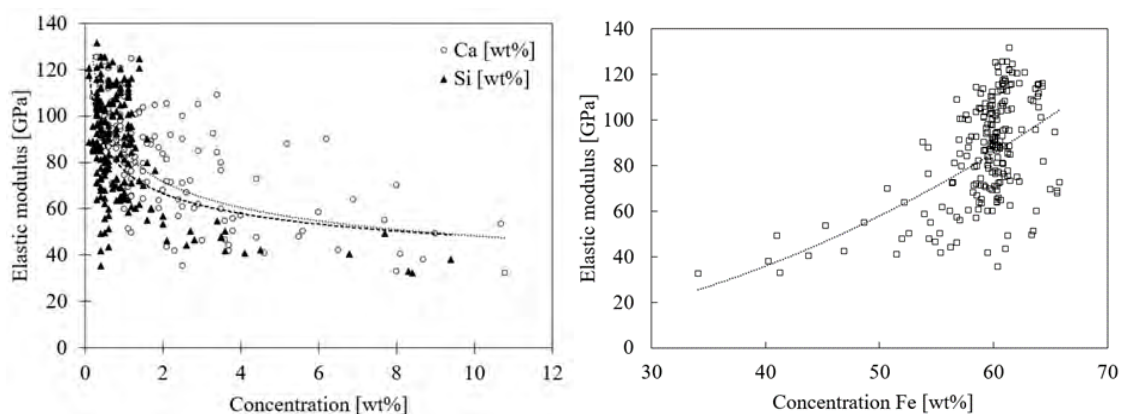 140
120
100
80
60
40
20
0
Elastic modulus [GPa]
Ca [wt%]
Si [wt%]
0 2 4 6 8 10 12
Concentration [wt%]
140
120
100
80
60
40
20
0
Elastic modulus [GPa]
30 40 50 60 70
Concentration Fe [wt%]